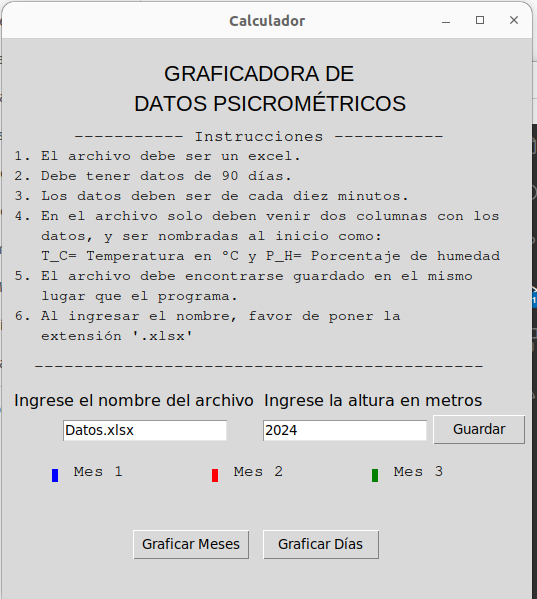 Calculador
GRAFICADORA DE
DATOS PSICROMÉTRICOS
----------- Instrucciones -----------
1. El archivo debe ser un excel.
2. Debe tener datos de 90 días.
3. Los datos deben ser de cada diez minutos.
4. En el archivo solo deben venir dos columnas con los
datos, y ser nombradas al inicio como:
T_C= Temperatura en °C y P_H= Porcentaje de humedad
5. El archivo debe encontrarse guardado en el mismo
lugar que el programa.
6. Al ingresar el nombre, favor de poner la
extensión '.xlsx'
---------------------------------------------
Ingrese el nombre del archivo Ingrese la altura en metros
Datos.xlsx 2024 Guardar
Mes 1 Mes 2 Mes 3
Graficar Meses Graficar Días